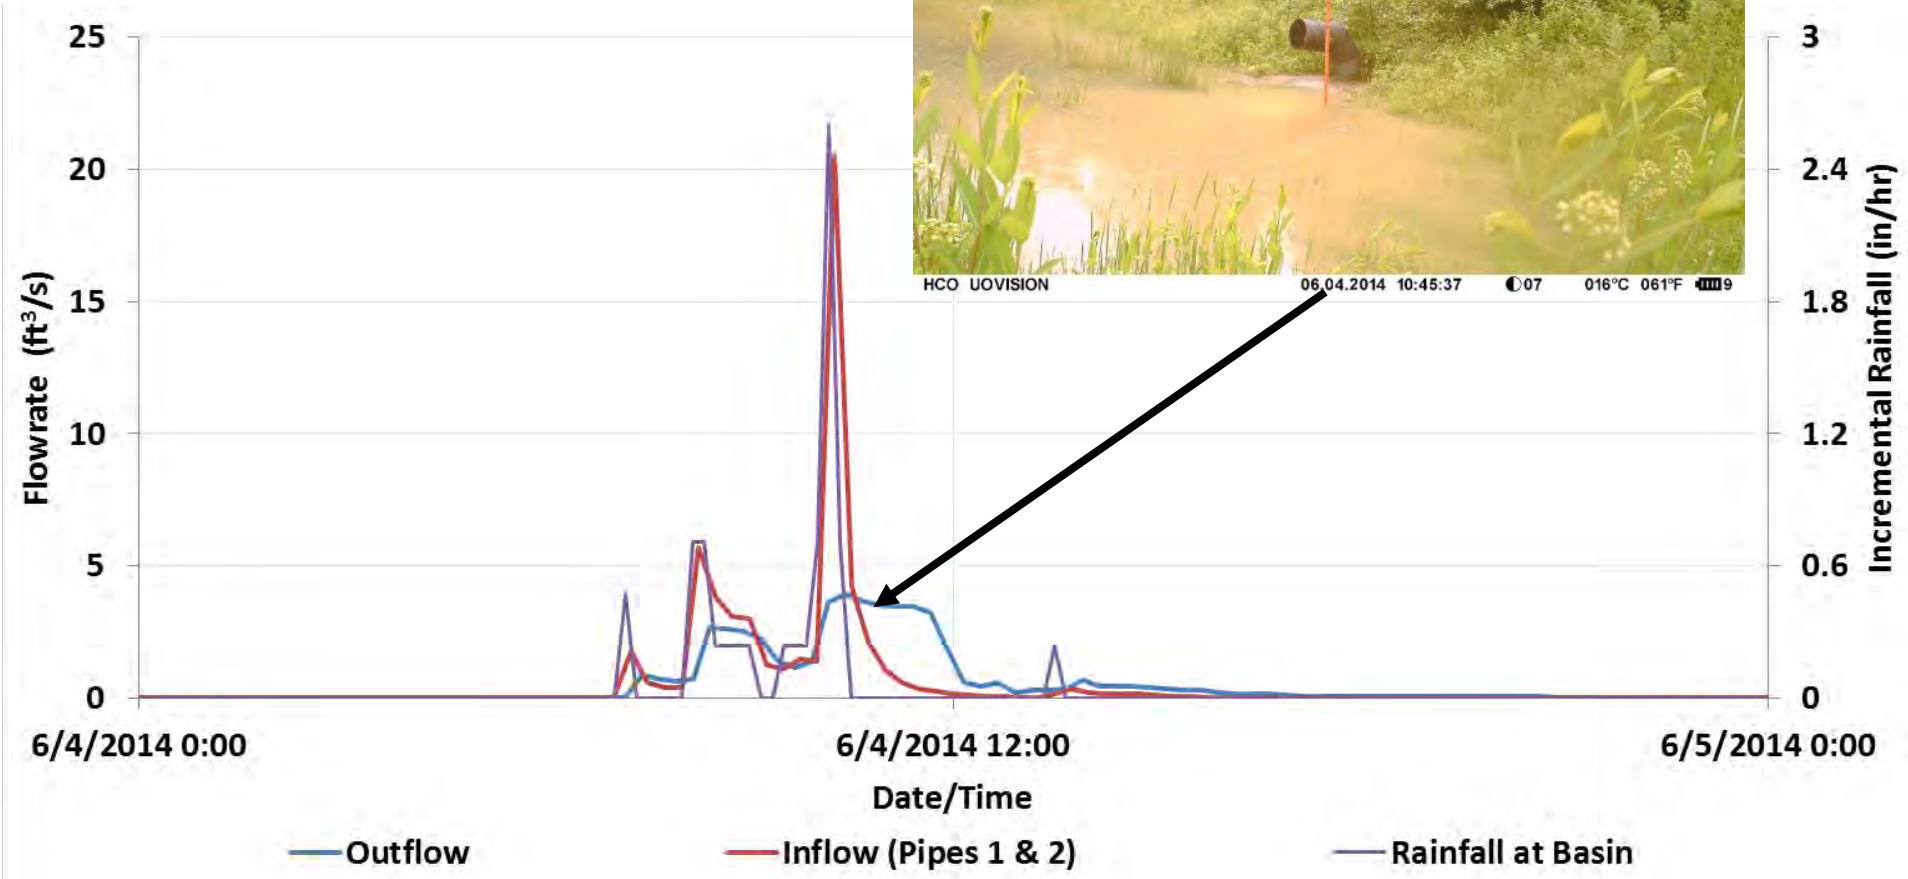 25
20
15
10
5
0
Flowrate (ft³/s)
3
2.4
1.8
1.2
0.6
0
Incremental Rainfall (in/hr)
HCO UOVISION 06.04.2014 10:45:37 07 016°C 061°F 9
6/4/2014 0:00 6/4/2014 12:00 6/5/2014 0:00
Date/Time
Outflow Inflow (Pipes 1 & 2) Rainfall at Basin